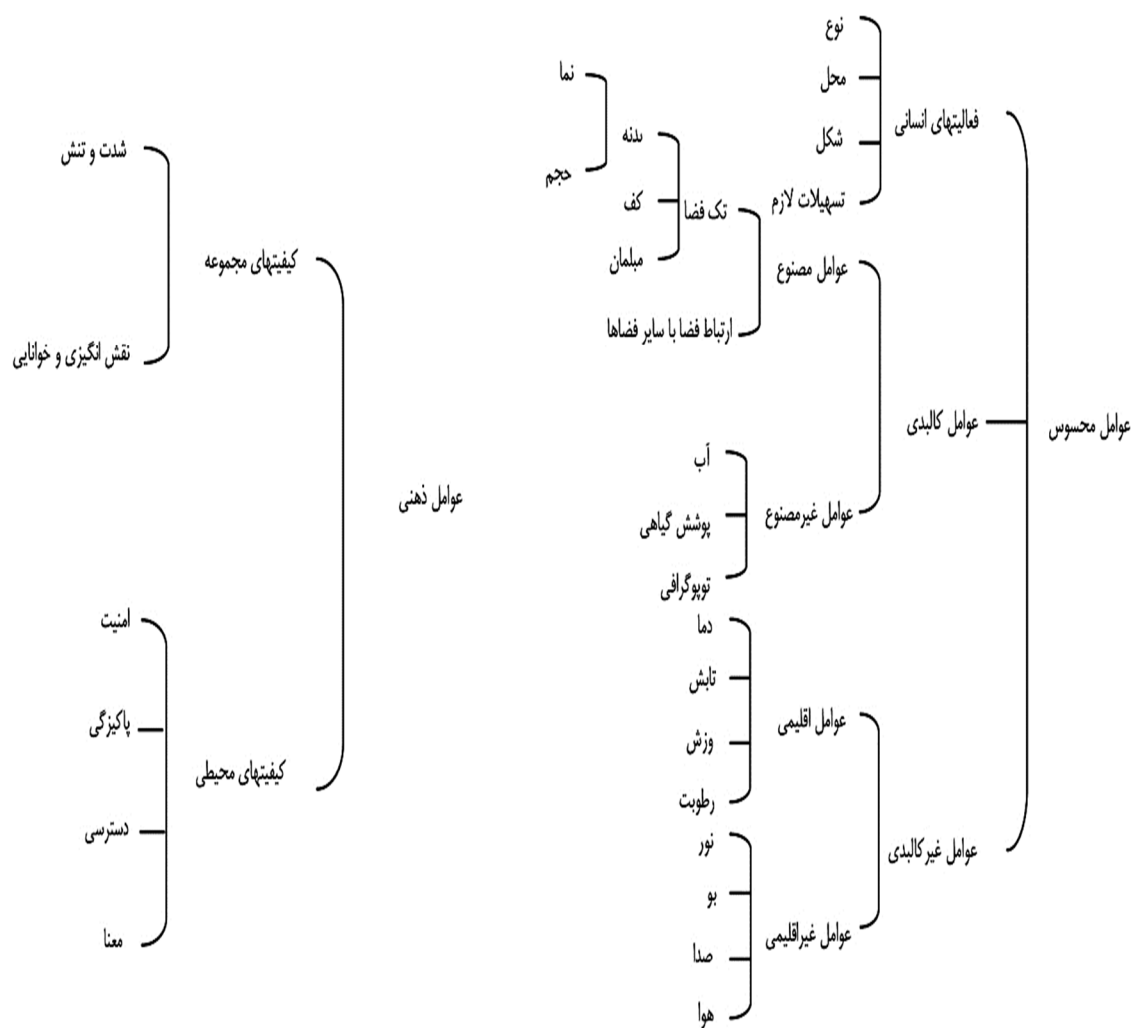 عوامل محسوس
فعالیتهای انسانی
نوع
محل
شکل
تسهیلات لازم
عوامل کالبدی
عوامل مصنوع
تک فضا
بدنه
نما
حجم
کف
مبلمان
ارتباط فضا با سایر فضاها
عوامل غیرمصنوع
آب
پوشش گیاهی
توپوگرافی
عوامل غیرکالبدی
عوامل اقلیمی
دما
تابش
وزش
رطوبت
عوامل غیراقلیمی
نور
بو
صدا
هوا
عوامل ذهنی
کیفیتهای مجموعه
شدت و تنش
نقش انگیزی و خوانایی
کیفیتهای محیطی
امنیت
پاکیزگی
دسترسی
معنا